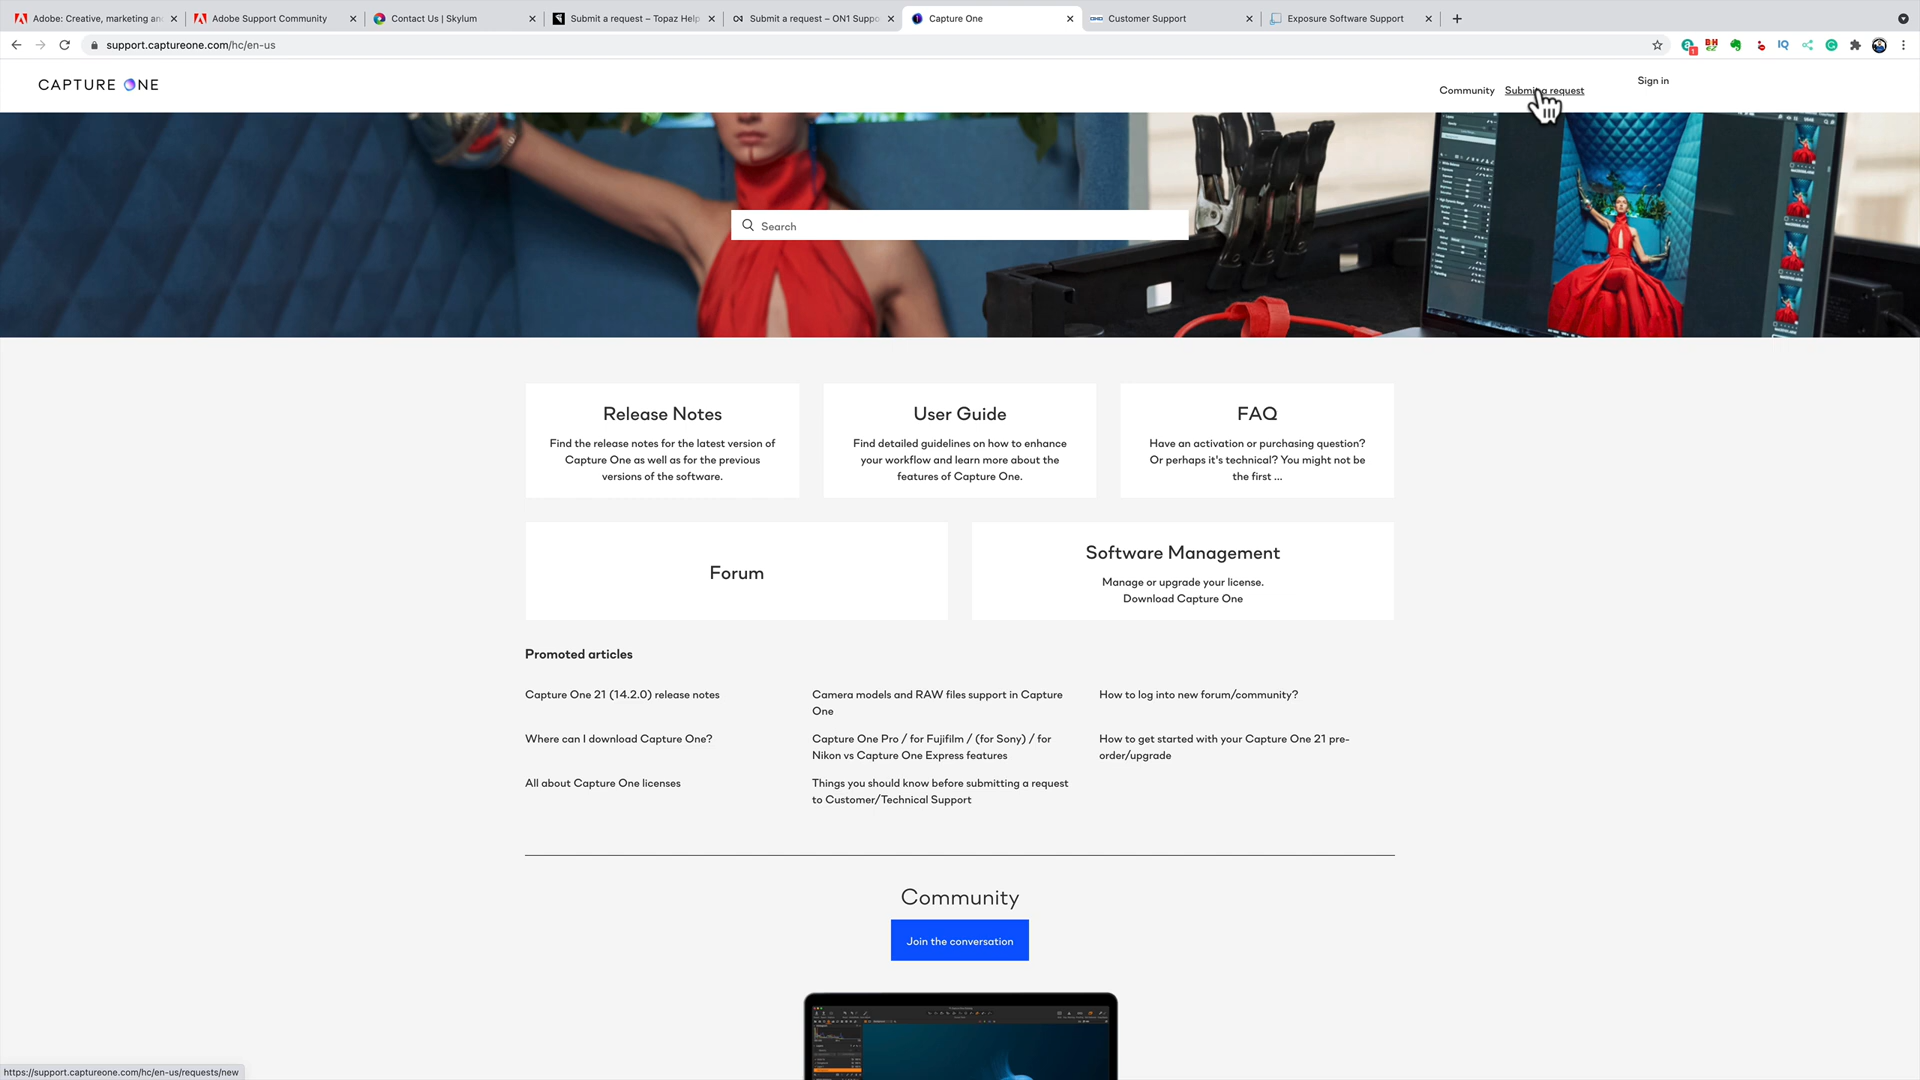 Adobe: Creative, marketing an
Adobe Support Community
Contact Us | Skylum
Submit a request – Topaz Help
Submit a request – ON1 Suppo
Capture One
Customer Support
Exposure Software Support
support.captureone.com/hc/en-us
CAPTURE ONE
Community
Submit a request
Sign in
Search
Release Notes
Find the release notes for the latest version of
Capture One as well as for the previous
versions of the software.
User Guide
Find detailed guidelines on how to enhance
your workflow and learn more about the
features of Capture One.
FAQ
Have an activation or purchasing question?
Or perhaps it's technical? You might not be
the first ...
Forum
Software Management
Manage or upgrade your license.
Download Capture One
Promoted articles
Capture One 21 (14.2.0) release notes
Camera models and RAW files support in Capture
One
How to log into new forum/community?
Where can I download Capture One?
Capture One Pro / for Fujifilm / (for Sony) / for
Nikon vs Capture One Express features
How to get started with your Capture One 21 pre-
order/upgrade
All about Capture One licenses
Things you should know before submitting a request
to Customer/Technical Support
Community
Join the conversation
https://support.captureone.com/hc/en-us/requests/new